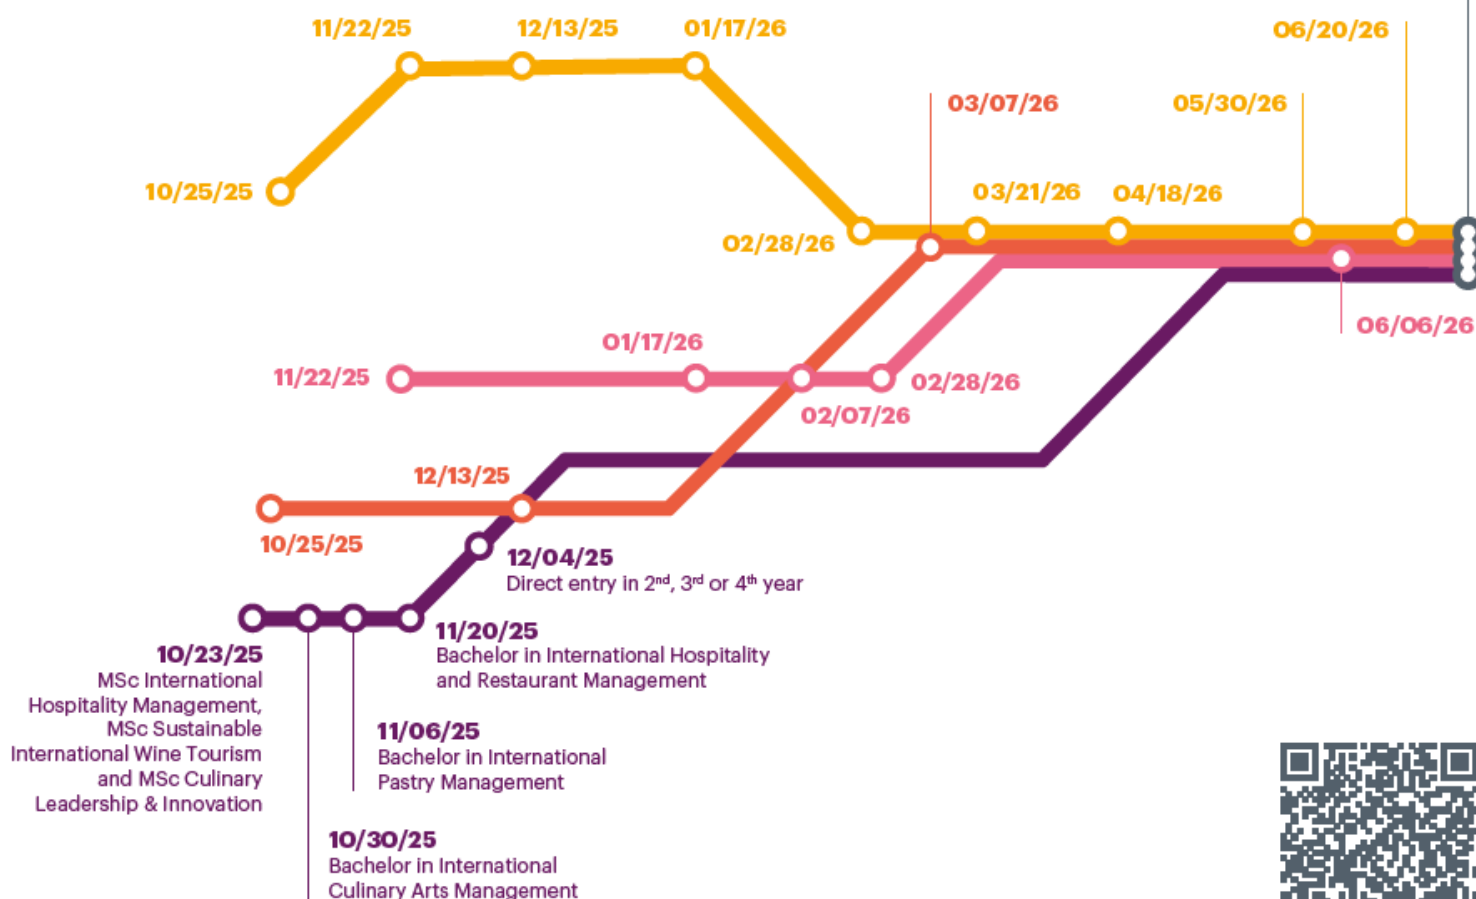 11/22/25
12/13/25
01/17/26
06/20/26
03/07/26
05/30/26
10/25/25
03/21/26
04/18/26
02/28/26
06/06/26
01/17/26
11/22/25
02/28/26
02/07/26
12/13/25
10/25/25
12/04/25
Direct entry in 2nd, 3rd or 4th year
11/20/25
Bachelor in International Hospitality
and Restaurant Management
10/23/25
MSc International
Hospitality Management,
MSc Sustainable
International Wine Tourism
and MSc Culinary
Leadership & Innovation
11/06/25
Bachelor in International
Pastry Management
10/30/25
Bachelor in International
Culinary Arts Management